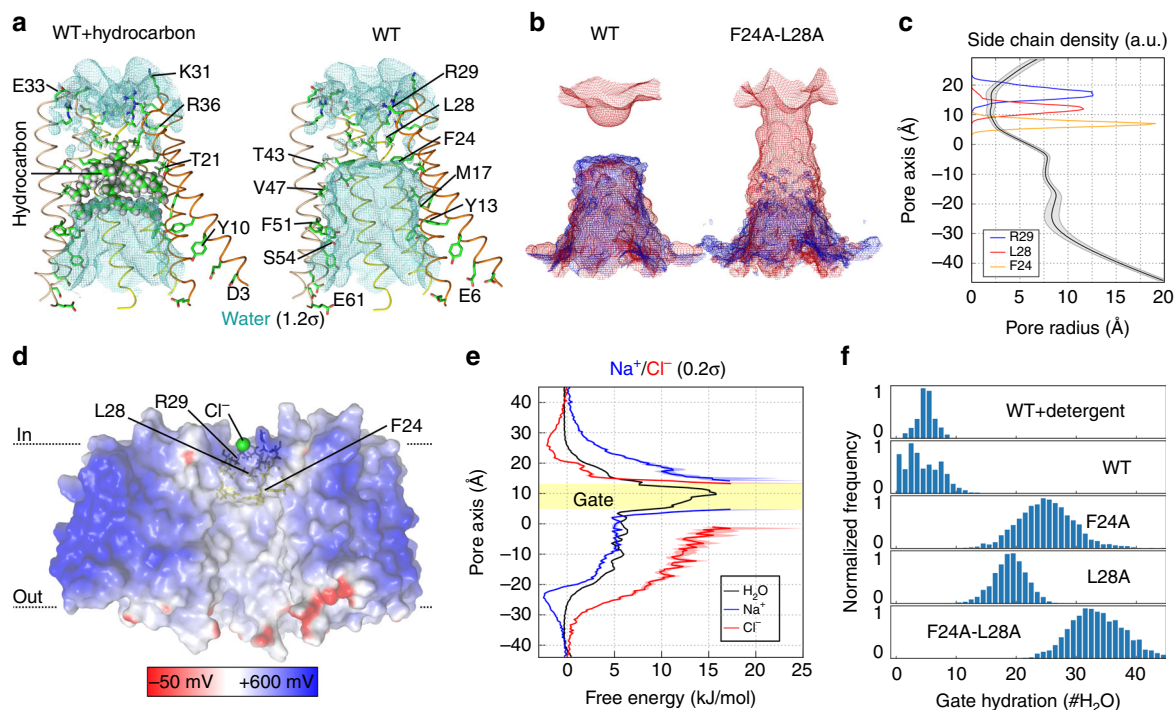 a
WT+hydrocarbon
WT
E33
K31
R36
T21
Hydrocarbon
Y10
D3
R29
L28
F24
T43
M17
V47
Y13
F51
S54
E61
E6
Water (1.2σ)
b
WT
F24A-L28A
Na⁺/Cl⁻ (0.2σ)
c
Side chain density (a.u.)
Pore axis (Å)
20
10
0
−10
−20
−30
−40
R29
L28
F24
0
5
10
15
20
Pore radius (Å)
d
In
Out
L28
R29
Cl⁻
F24
−50 mV
+600 mV
e
Pore axis (Å)
40
30
20
10
0
−10
−20
−30
−40
Gate
H₂O
Na⁺
Cl⁻
0
5
10
15
20
25
Free energy (kJ/mol)
f
Normalized frequency
1
0
WT+detergent
1
0
WT
1
0
F24A
1
0
L28A
1
0
F24A-L28A
0
10
20
30
40
Gate hydration (#H₂O)